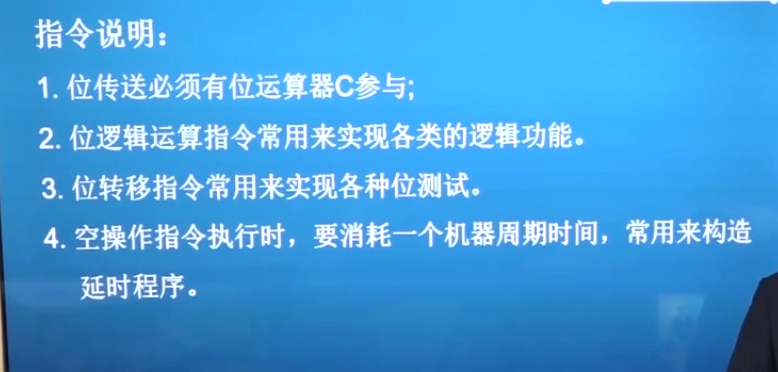 指令说明：
1. 位传送必须有位运算器C参与;
2. 位逻辑运算指令常用来实现各类的逻辑功能。
3. 位转移指令常用来实现各种位测试。
4. 空操作指令执行时，要消耗一个机器周期时间，常用来构造
延时程序。